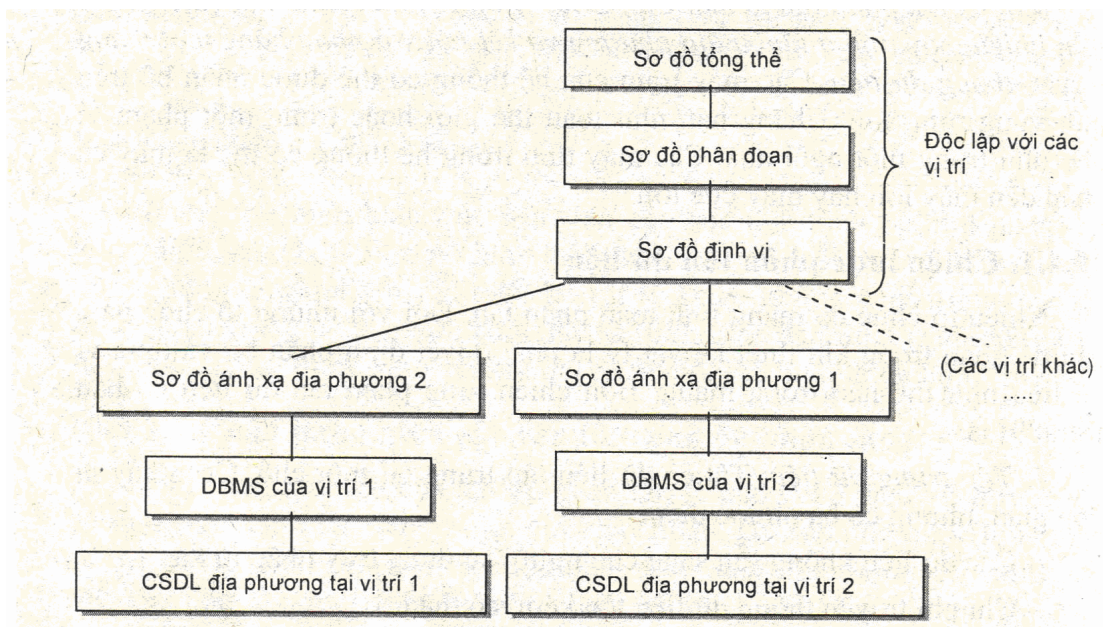 Sơ đồ tổng thể
Sơ đồ phân đoạn
Độc lập với các
vị trí
Sơ đồ định vị
(Các vị trí khác)
Sơ đồ ánh xạ địa phương 2
Sơ đồ ánh xạ địa phương 1
DBMS của vị trí 1
DBMS của vị trí 2
CSDL địa phương tại vị trí 1
CSDL địa phương tại vị trí 2